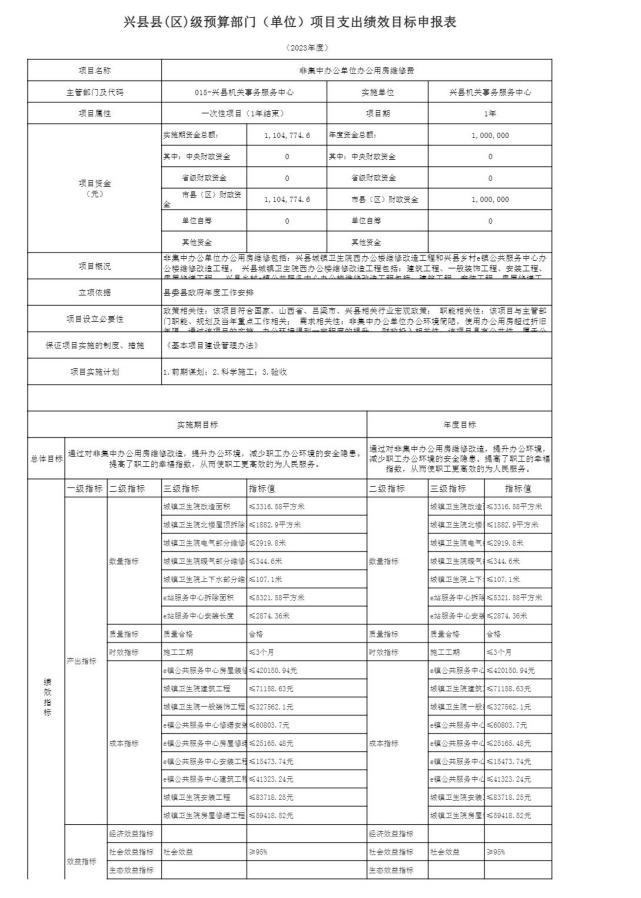 兴县县(区)级预算部门（单位）项目支出绩效目标申报表
（2023年度）
项目名称 非集中办公单位办公用房维修费
主管部门及代码 015-兴县机关事务服务中心 实施单位 兴县机关事务服务中心
项目属性 一次性项目（1年结束） 项目期 1年
项目资金（元） 实施期资金总额： 1,104,774.6 年度资金总额： 1,000,000
其中：中央财政资金 0 其中：中央财政资金 0
省级财政资金 0 省级财政资金 0
市县（区）财政资金 1,104,774.6 市县（区）财政资金 1,000,000
单位自筹 0 单位自筹 0
其他资金 其他资金
项目概况 非集中办公单位办公用房维修包括：兴县城镇卫生院西办公楼维修改造工程和兴县乡村e镇公共服务中心办
公楼维修改造工程， 兴县城镇卫生院西办公楼维修改造工程包括：建筑工程、一般装饰工程、安装工程、
立项依据 县委县政府年度工作安排
项目设立必要性 政策相关性：该项目符合国家、山西省、吕梁市、兴县相关行业宏观政策； 职能相关性：该项目与主管部
门职能、规划及当年重点工作相关； 需求相关性：非集中办公单位办公环境简陋，使用办公用房超过折旧
保证项目实施的制度、措施 《基本项目建设管理办法》
项目实施计划 1.前期谋划；2.科学施工；3.验收
实施期目标 年度目标
总体目标 通过对非集中办公用房维修改造，提升办公环境，减少职工办公环境的安全隐患，
提高了职工的幸福指数，从而使职工更高效的为人民服务。
通过对非集中办公用房维修改造，提升办公环境，
减少职工办公环境的安全隐患、提高了职工的幸福
指数，从而使职工更高效的为人民服务。
绩效指标 一级指标 二级指标 三级指标 指标值 二级指标 三级指标 指标值
产出指标 数量指标 城镇卫生院改造面积 ≤3316.58平方米 数量指标 城镇卫生院改造 ≤3316.58平方米
城镇卫生院北楼屋顶拆除 ≤1882.9平方米 城镇卫生院北楼 ≤1882.9平方米
城镇卫生院电气部分维修 ≤2919.8米 城镇卫生院电气 ≤2919.8米
城镇卫生院暖气部分维修 ≤344.6米 城镇卫生院暖气 ≤344.6米
城镇卫生院上下水部分维 ≤107.1米 城镇卫生院上下 ≤107.1米
e站服务中心拆除面积 ≤5321.58平方米 e站服务中心拆除 ≤5321.58平方米
e站服务中心安装长度 ≤2874.36米 e站服务中心安装 ≤2874.36米
质量指标 质量合格 合格 质量指标 质量合格 合格
时效指标 施工工期 ≤3个月 时效指标 施工工期 ≤3个月
成本指标 e镇公共服务中心房屋装修 ≤420150.94元 成本指标 e镇公共服务中心 ≤420150.94元
城镇卫生院建筑工程 ≤71158.63元 城镇卫生院建筑 ≤71158.63元
城镇卫生院一般装饰工程 ≤327562.1元 城镇卫生院一般 ≤327562.1元
e镇公共服务中心修缮安装 ≤60803.7元 e镇公共服务中心 ≤60803.7元
e镇公共服务中心房屋修缮 ≤25165.48元 e镇公共服务中心 ≤25165.48元
e镇公共服务中心安装工程 ≤15473.74元 e镇公共服务中心 ≤15473.74元
e镇公共服务中心建筑工程 ≤41323.24元 e镇公共服务中心 ≤41323.24元
城镇卫生院安装工程 ≤83718.25元 城镇卫生院安装 ≤83718.25元
城镇卫生院房屋修缮工程 ≤59418.52元 城镇卫生院房屋 ≤59418.52元
效益指标 经济效益指标 经济效益指标
社会效益指标 社会效益 ≥95% 社会效益指标 社会效益 ≥95%
生态效益指标 生态效益指标